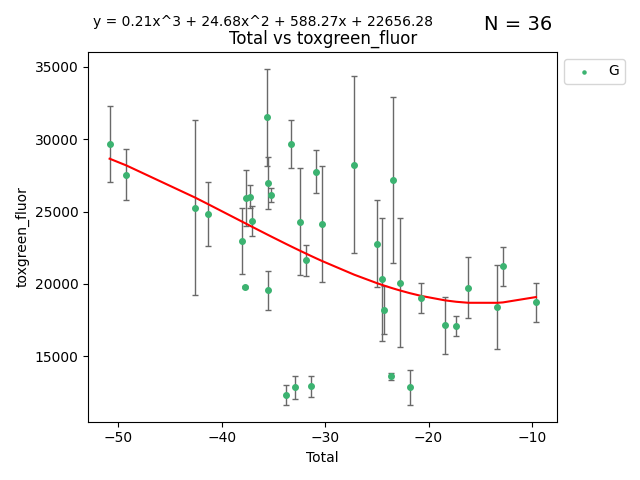 y = 0.21x^3 + 24.68x^2 + 588.27x + 22656.28
N = 36
Total vs toxgreen_fluor
G
35000
30000
25000
20000
15000
toxgreen_fluor
−50
−40
−30
−20
−10
Total